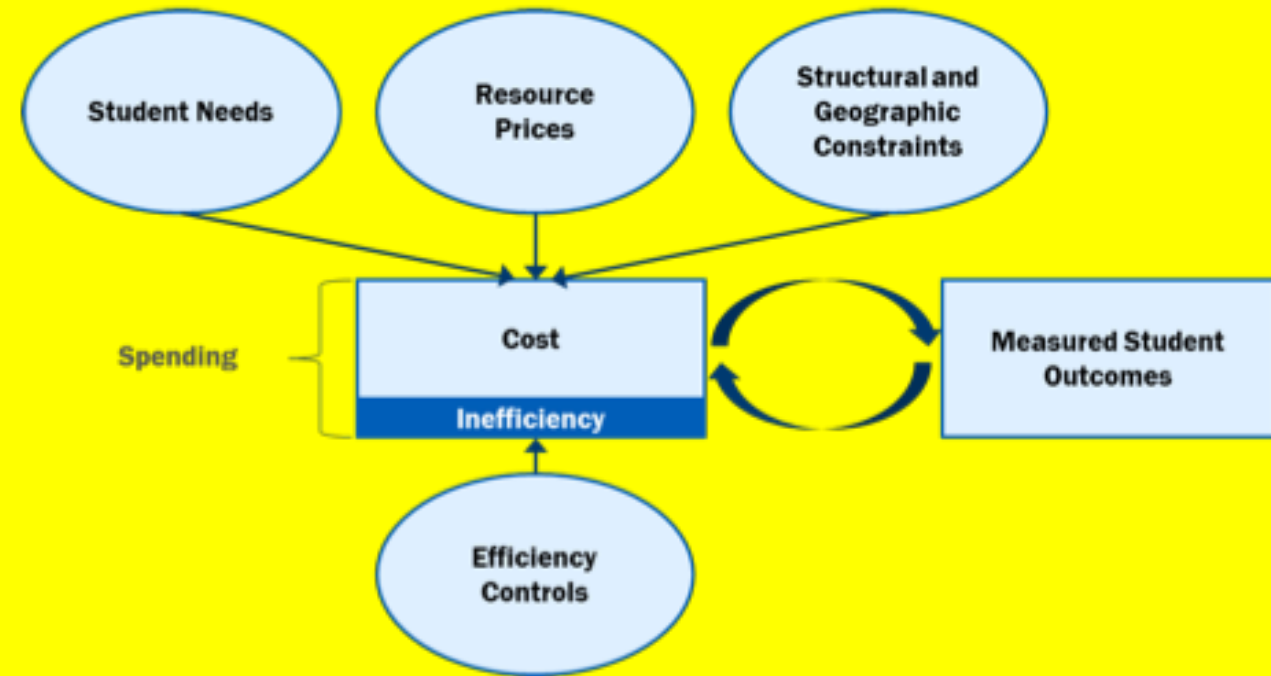 Student Needs
Resource
Prices
Structural and
Geographic
Constraints
Spending
Cost
Inefficiency
Measured Student
Outcomes
Efficiency
Controls